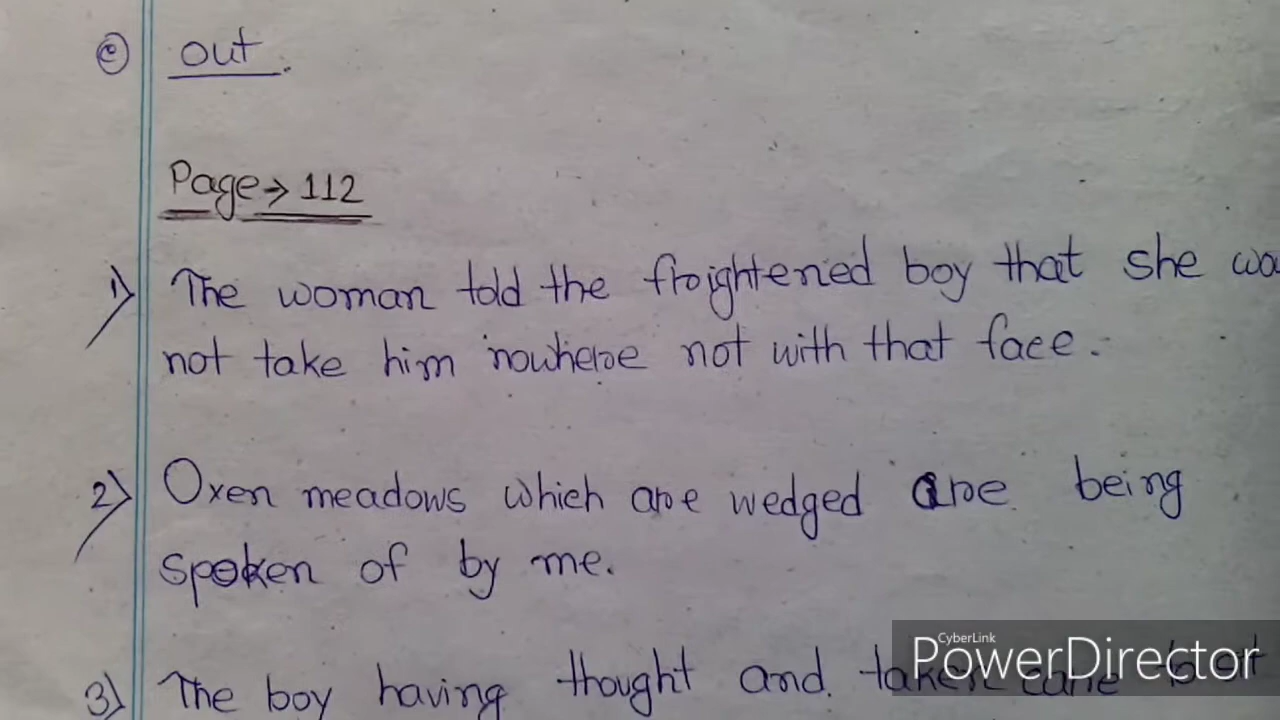 e out.
Page → 112
1) The woman told the frightened boy that she
not take him nowhere not with that face.
2) Oxen meadows which are wedged are being
spoken of by me.
3) The boy having thought and taken care
CyberLink
PowerDirector